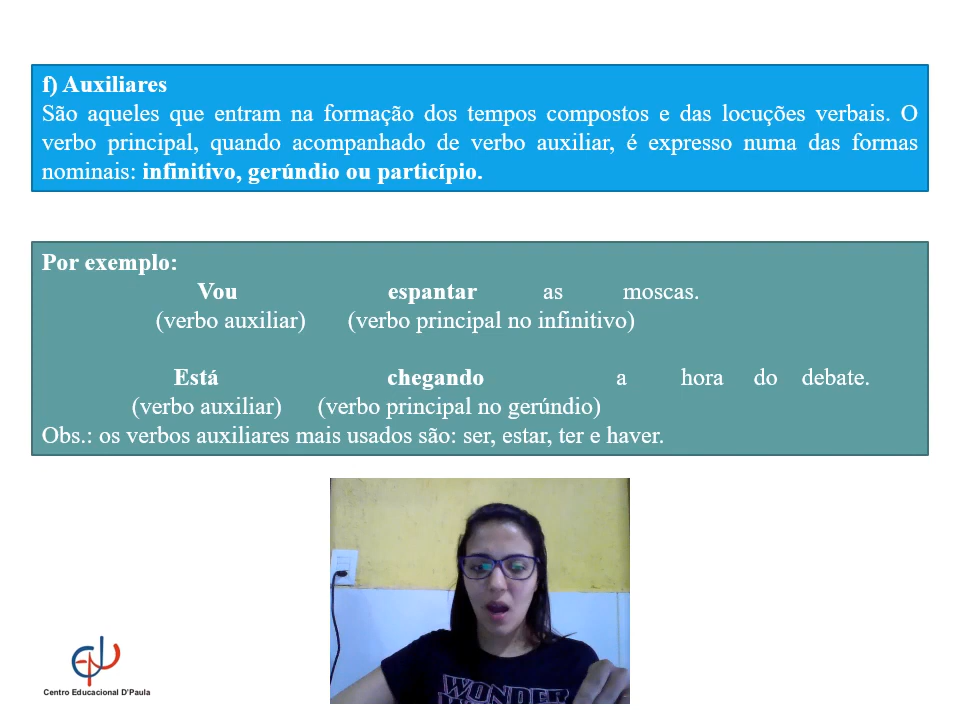 f) Auxiliares
São aqueles que entram na formação dos tempos compostos e das locuções verbais. O
verbo principal, quando acompanhado de verbo auxiliar, é expresso numa das formas
nominais: infinitivo, gerúndio ou particípio.
Por exemplo:
Vou espantar as moscas.
(verbo auxiliar) (verbo principal no infinitivo)
Está chegando a hora do debate.
(verbo auxiliar) (verbo principal no gerúndio)
Obs.: os verbos auxiliares mais usados são: ser, estar, ter e haver.
WONDER
Centro Educacional D'Paula